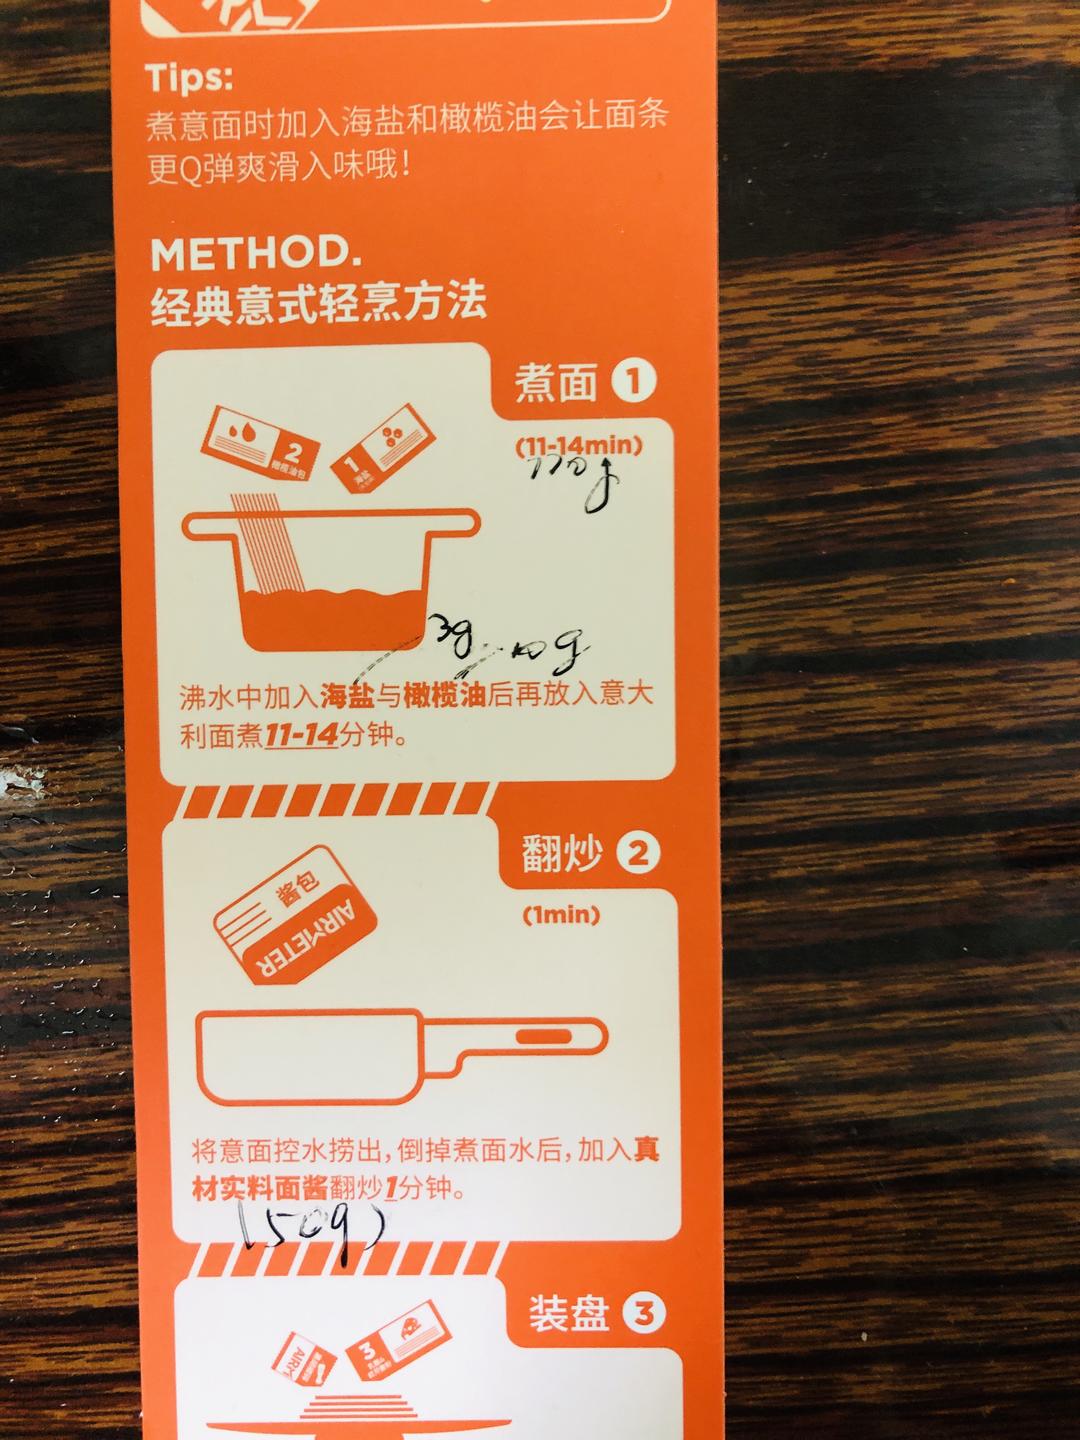 Tips:
煮意面时加入海盐和橄榄油会让面条
更Q弹爽滑入味哦!
METHOD.
经典意式轻烹方法
煮面 1
(11-14min)
2
橄榄油包
1
海盐
3g 10g
沸水中加入海盐与橄榄油后再放入意大
利面煮11-14分钟。
翻炒 2
(1min)
酱包
AIRMETER
将意面控水捞出,倒掉煮面水后,加入真
材实料面酱翻炒1分钟。
(50g)
装盘 3
3
AIRM